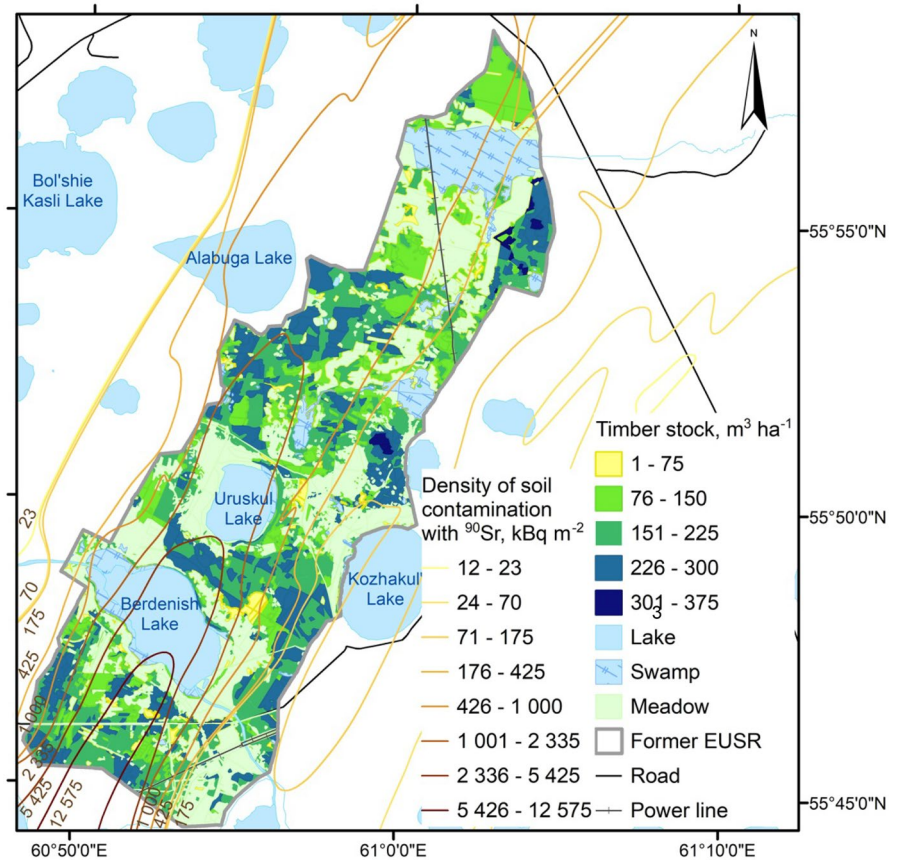 N
Bol'shie
Kasli Lake
Alabuga Lake
55°55'0"N
Timber stock, m³ ha⁻¹
1 - 75
76 - 150
151 - 225
226 - 300
301 - 375
3
Lake
Swamp
Meadow
Former EUSR
Road
Power line
Density of soil
contamination
with ⁹⁰Sr, kBq m⁻²
12 - 23
24 - 70
71 - 175
176 - 425
426 - 1 000
1 001 - 2 335
2 336 - 5 425
5 426 - 12 575
Uruskul
Lake
55°50'0"N
Kozhakul'
Lake
Berdenish
Lake
23
70
175
425
1 000
2 335
5 425
12 575
1 000
425
175
55°45'0"N
60°50'0"E
61°0'0"E
61°10'0"E